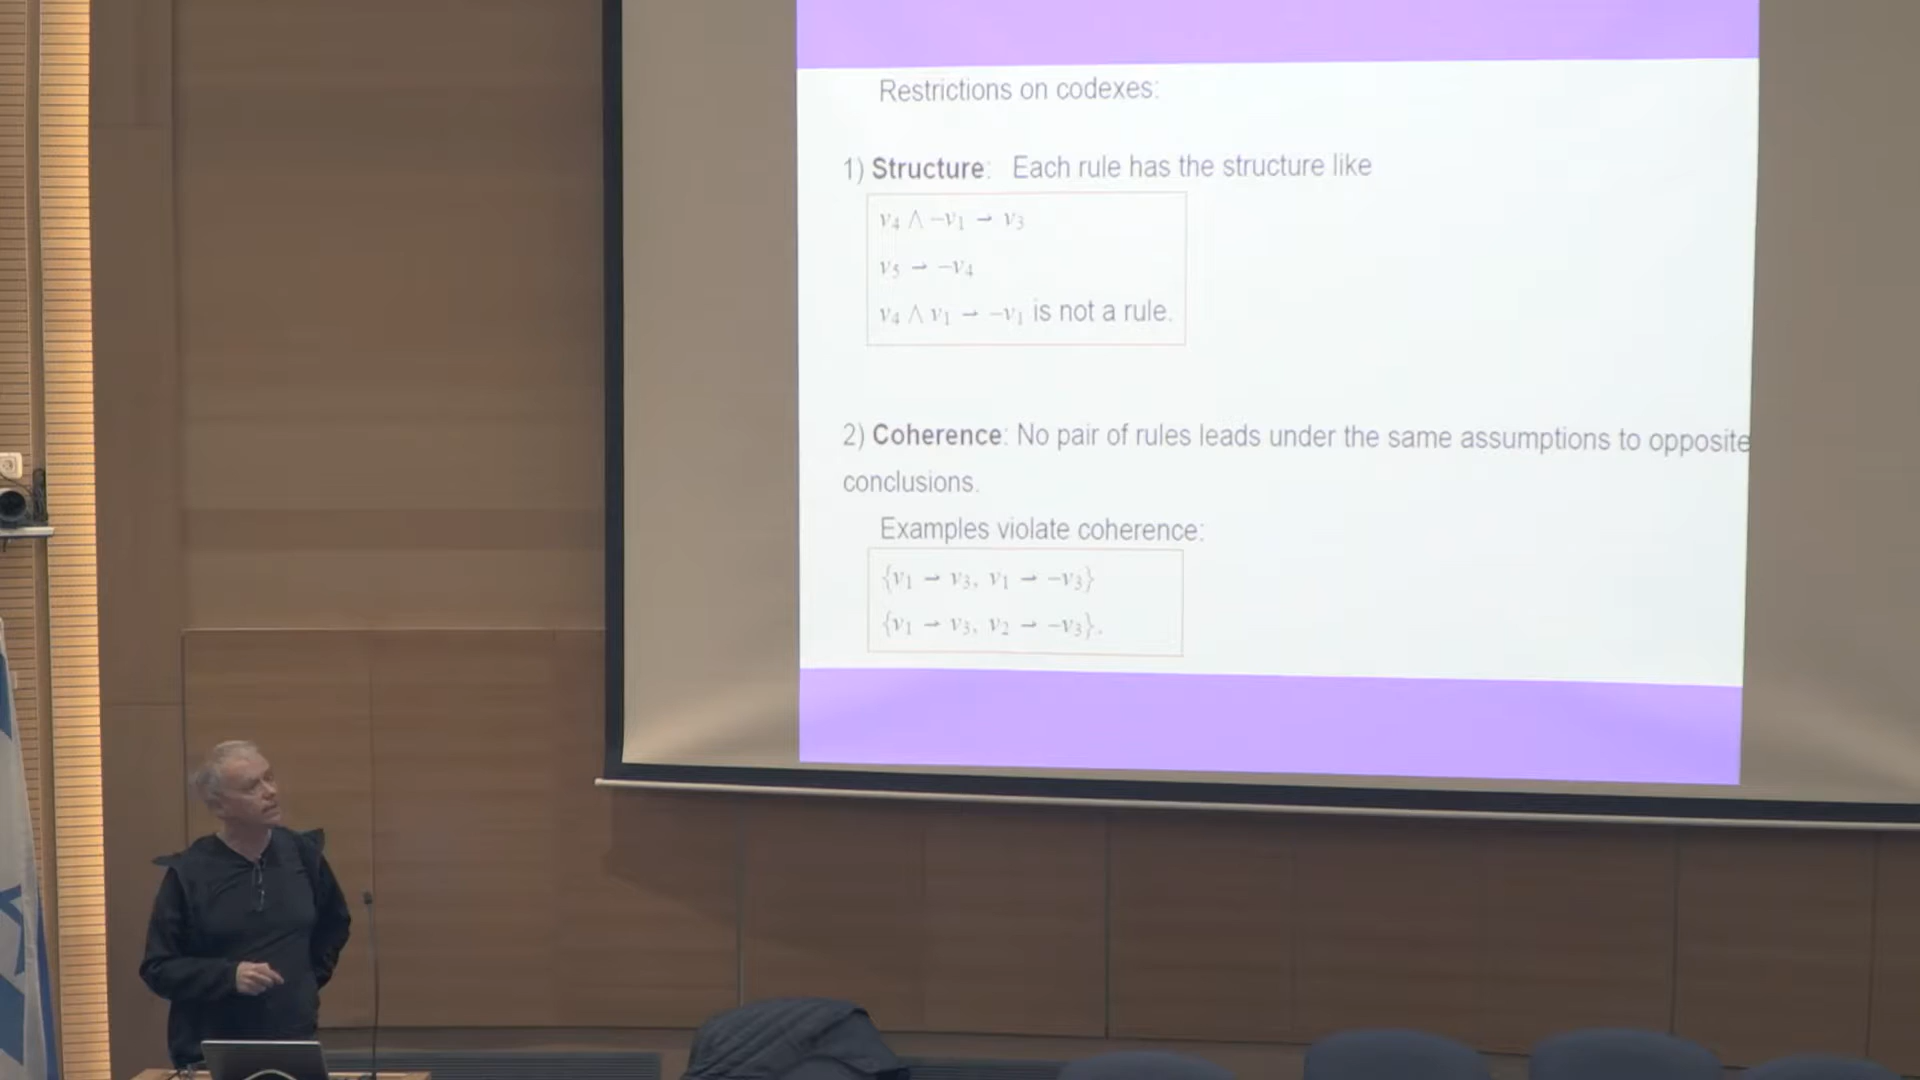 Restrictions on codexes:
1) Structure: Each rule has the structure like
v₄ ∧ −v₁ → v₃
v₅ → −v₄
v₄ ∧ v₁ → −v₁ is not a rule.
2) Coherence: No pair of rules leads under the same assumptions to opposite
conclusions.
Examples violate coherence:
{v₁ → v₃, v₁ → −v₃}
{v₁ → v₃, v₂ → −v₃}.